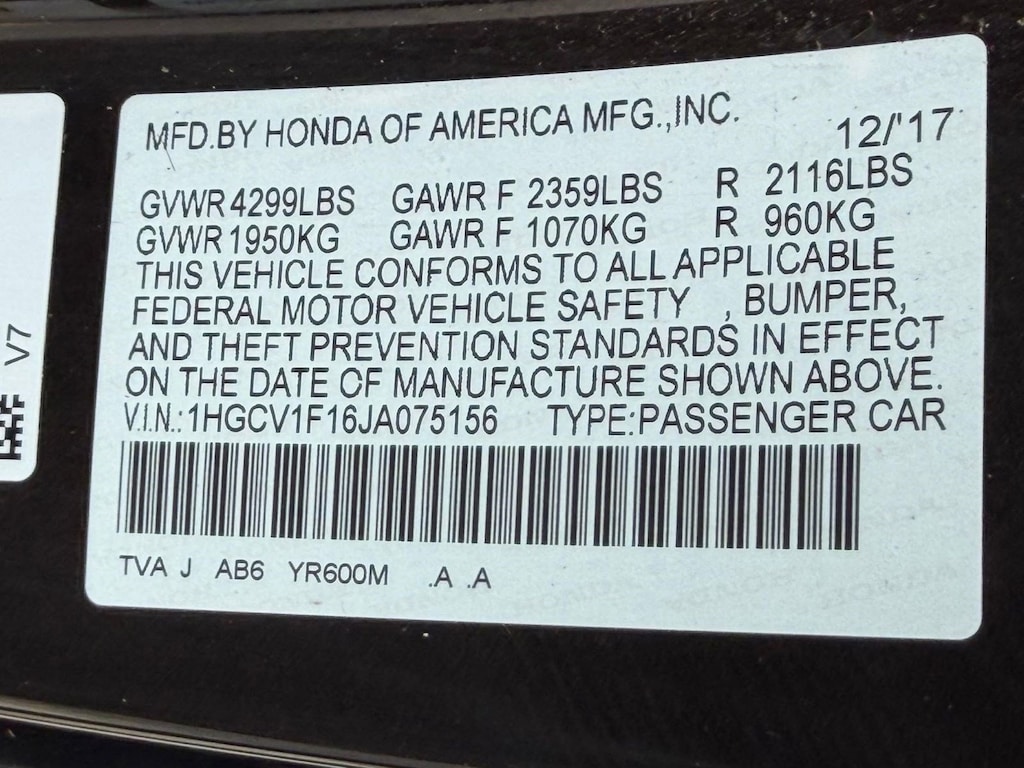 MFD.BY HONDA OF AMERICA MFG.,INC.
12/'17
GVWR 4299LBS GAWR F 2359LBS R 2116LBS
GVWR 1950KG GAWR F 1070KG R 960KG
THIS VEHICLE CONFORMS TO ALL APPLICABLE
FEDERAL MOTOR VEHICLE SAFETY , BUMPER,
AND THEFT PREVENTION STANDARDS IN EFFECT
ON THE DATE OF MANUFACTURE SHOWN ABOVE.
V.I.N.:1HGCV1F16JA075156 TYPE:PASSENGER CAR
TVA J AB6 YR600M .A .A
V7